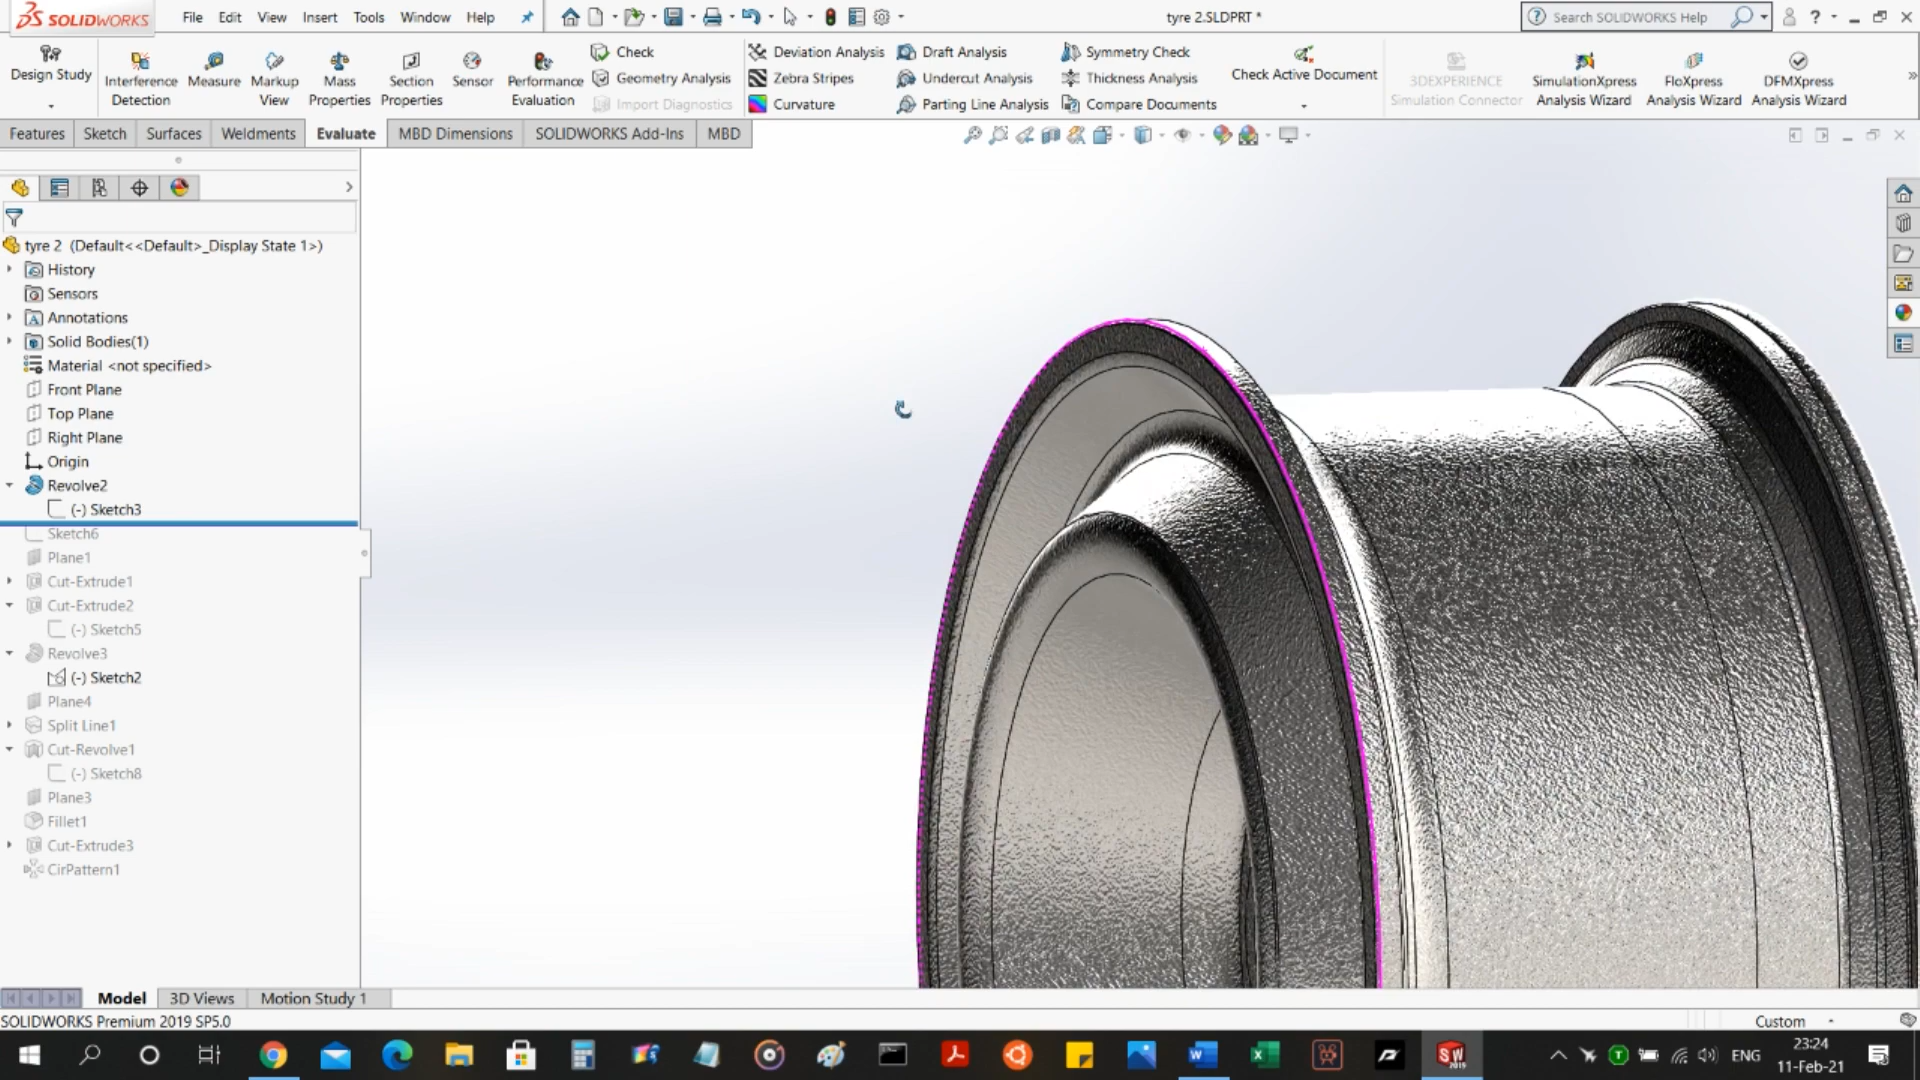 SOLIDWORKS File Edit View Insert Tools Window Help tyre 2.SLDPRT * Search SOLIDWORKS Help
Design Study
Interference Detection
Measure
Markup View
Mass Properties
Section Properties
Sensor
Performance Evaluation
Check
Geometry Analysis
Import Diagnostics
Deviation Analysis
Zebra Stripes
Curvature
Draft Analysis
Undercut Analysis
Parting Line Analysis
Symmetry Check
Thickness Analysis
Compare Documents
Check Active Document
3DEXPERIENCE Simulation Connector
SimulationXpress Analysis Wizard
FloXpress Analysis Wizard
DFMXpress Analysis Wizard
Features Sketch Surfaces Weldments Evaluate MBD Dimensions SOLIDWORKS Add-Ins MBD
tyre 2 (Default<<Default>_Display State 1>)
History
Sensors
Annotations
Solid Bodies(1)
Material <not specified>
Front Plane
Top Plane
Right Plane
Origin
Revolve2
(-) Sketch3
Sketch6
Plane1
Cut-Extrude1
Cut-Extrude2
(-) Sketch5
Revolve3
(-) Sketch2
Plane4
Split Line1
Cut-Revolve1
(-) Sketch8
Plane3
Fillet1
Cut-Extrude3
CirPattern1
Model 3D Views Motion Study 1
SOLIDWORKS Premium 2019 SP5.0 Custom -
ENG 23:24
11-Feb-21